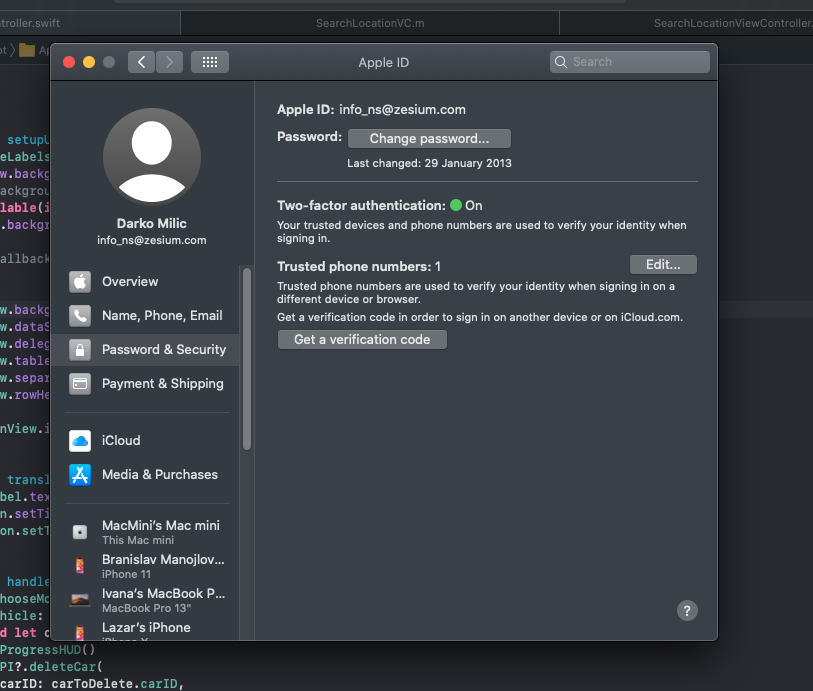 ntroller.swift
SearchLocationVC.m
SearchLocationViewController.
Apple ID
Search
Darko Milic
info_ns@zesium.com
Overview
Name, Phone, Email
Password & Security
Payment & Shipping
iCloud
Media & Purchases
MacMini's Mac mini
This Mac mini
Branislav Manojlov...
iPhone 11
Ivana's MacBook P...
MacBook Pro 13"
Lazar's iPhone
Apple ID: info_ns@zesium.com
Password: Change password...
Last changed: 29 January 2013
Two-factor authentication: On
Your trusted devices and phone numbers are used to verify your identity when
signing in.
Trusted phone numbers: 1
Edit...
Trusted phone numbers are used to verify your identity when signing in on a
different device or browser.
Get a verification code in order to sign in on another device or on iCloud.com.
Get a verification code
?
setupU
eLabels
w.backg
ackgrou
lable(i
.backgr
allback
w.backg
w.dataS
w.deleg
w.table
w.separ
w.rowHe
nView.i
transl
bel.tex
n.setTi
on.setT
handle
hooseMo
hicle:
d let c
ProgressHUD()
PI?.deleteCar(
carID: carToDelete.carID,